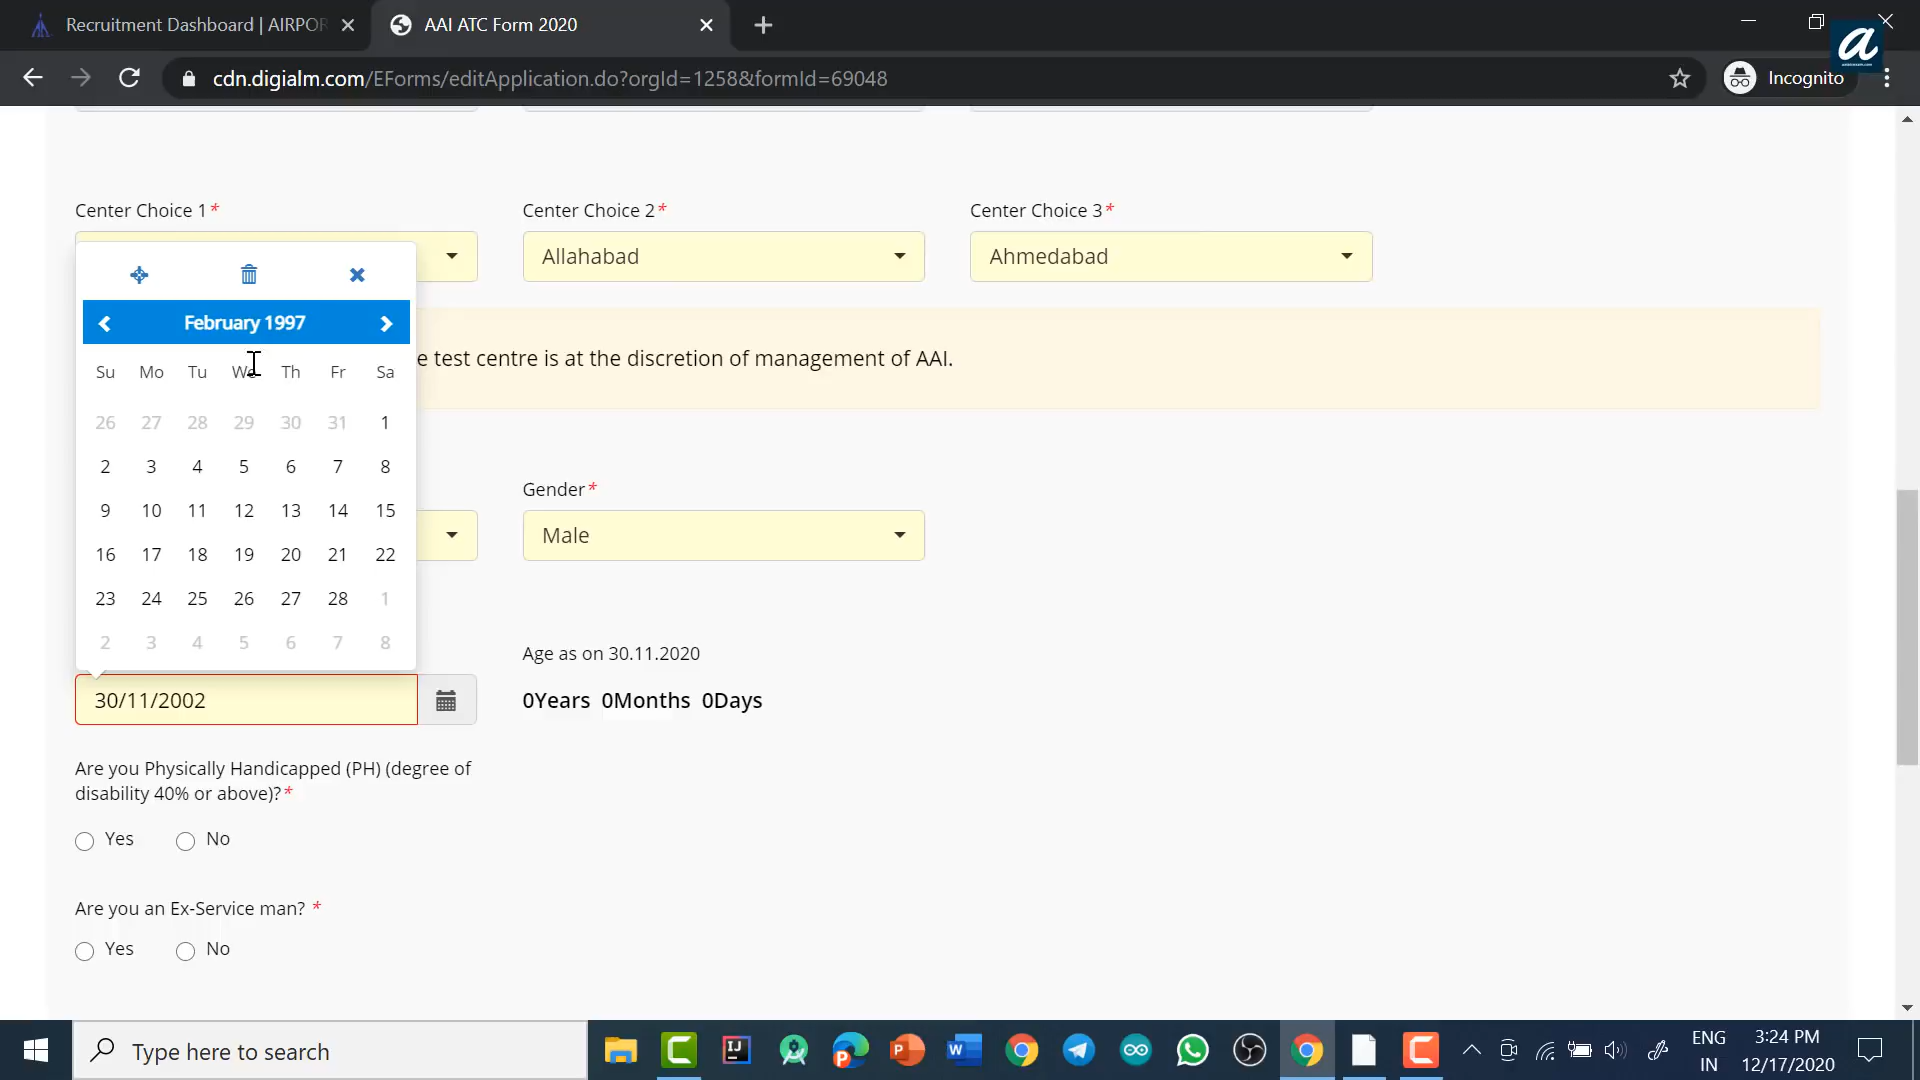 Recruitment Dashboard | AIRPOR
AAI ATC Form 2020
a
cdn.digialm.com/EForms/editApplication.do?orgId=1258&formId=69048
Incognito
Center Choice 1*
Center Choice 2*
Center Choice 3*
Allahabad
Ahmedabad
February 1997
e test centre is at the discretion of management of AAI.
Su Mo Tu We Th Fr Sa
26 27 28 29 30 31 1
2 3 4 5 6 7 8
9 10 11 12 13 14 15
16 17 18 19 20 21 22
23 24 25 26 27 28 1
2 3 4 5 6 7 8
Gender*
Male
Age as on 30.11.2020
30/11/2002
0Years 0Months 0Days
Are you Physically Handicapped (PH) (degree of
disability 40% or above)?*
Yes No
Are you an Ex-Service man? *
Yes No
Type here to search
ENG
IN
3:24 PM
12/17/2020